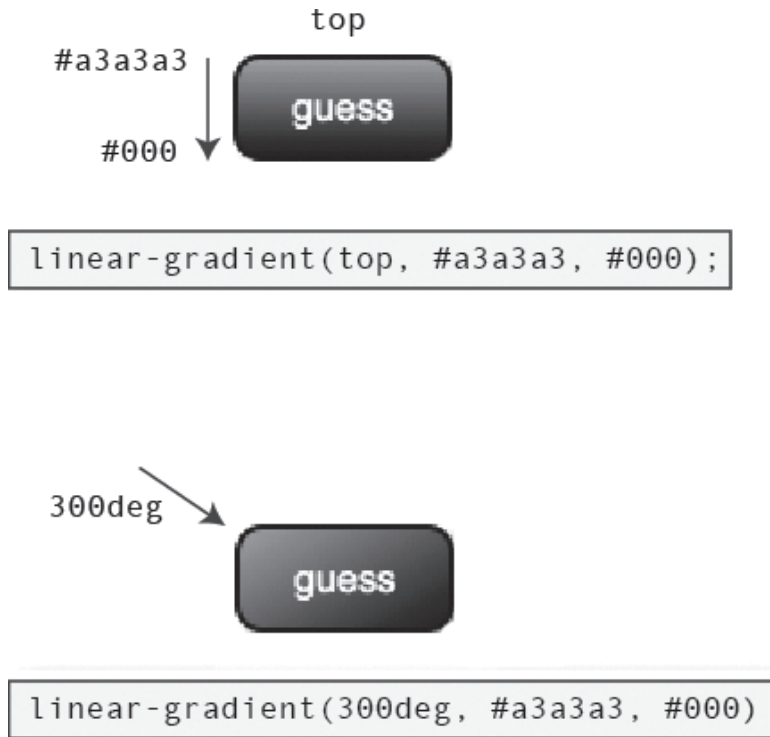 top
#a3a3a3
guess
#000
linear-gradient(top, #a3a3a3, #000);
300deg
guess
linear-gradient(300deg, #a3a3a3, #000)